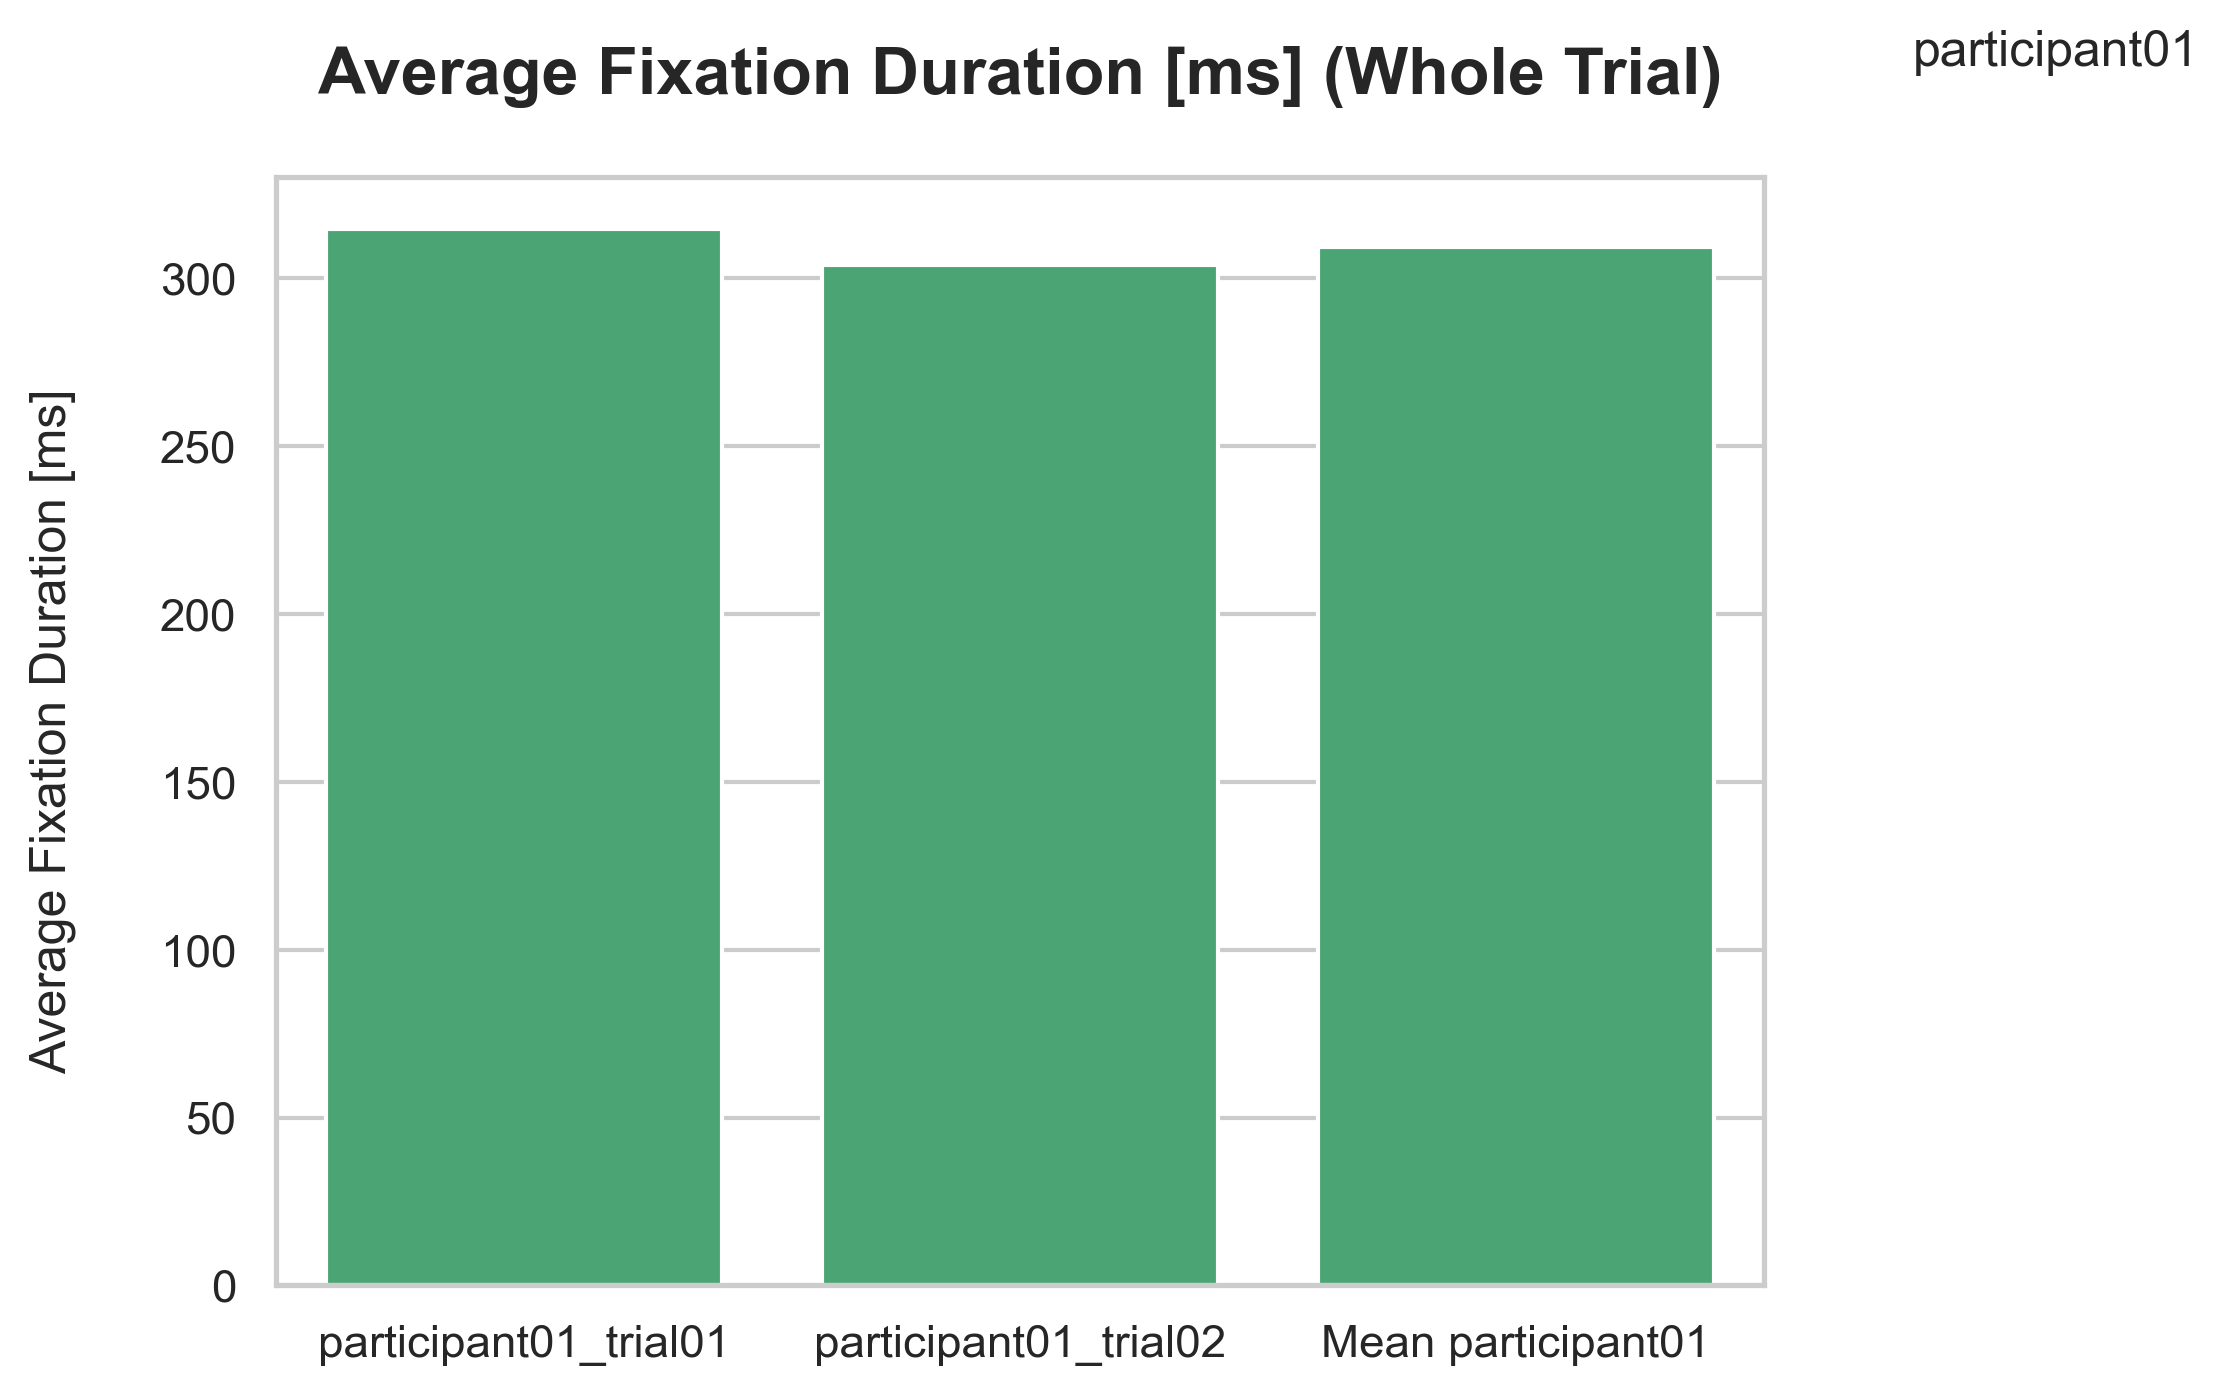 participant01
Average Fixation Duration [ms] (Whole Trial)
Average Fixation Duration [ms]
300
250
200
150
100
50
0
participant01_trial01
participant01_trial02
Mean participant01